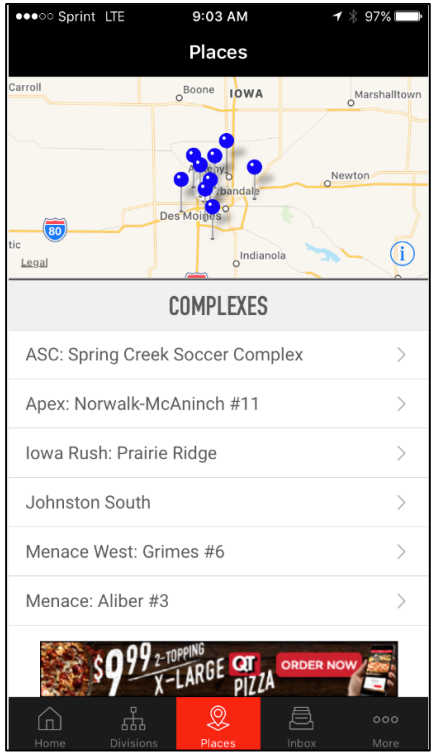 Sprint LTE 9:03 AM 97%
Places
Carroll
Boone
IOWA
Marshalltown
Newton
bandale
Des Moines
80
tic
Indianola
Legal
i
COMPLEXES
ASC: Spring Creek Soccer Complex
Apex: Norwalk-McAninch #11
Iowa Rush: Prairie Ridge
Johnston South
Menace West: Grimes #6
Menace: Aliber #3
$9.99 2-TOPPING X-LARGE QT PIZZA ORDER NOW
Home Divisions Places Inbox More